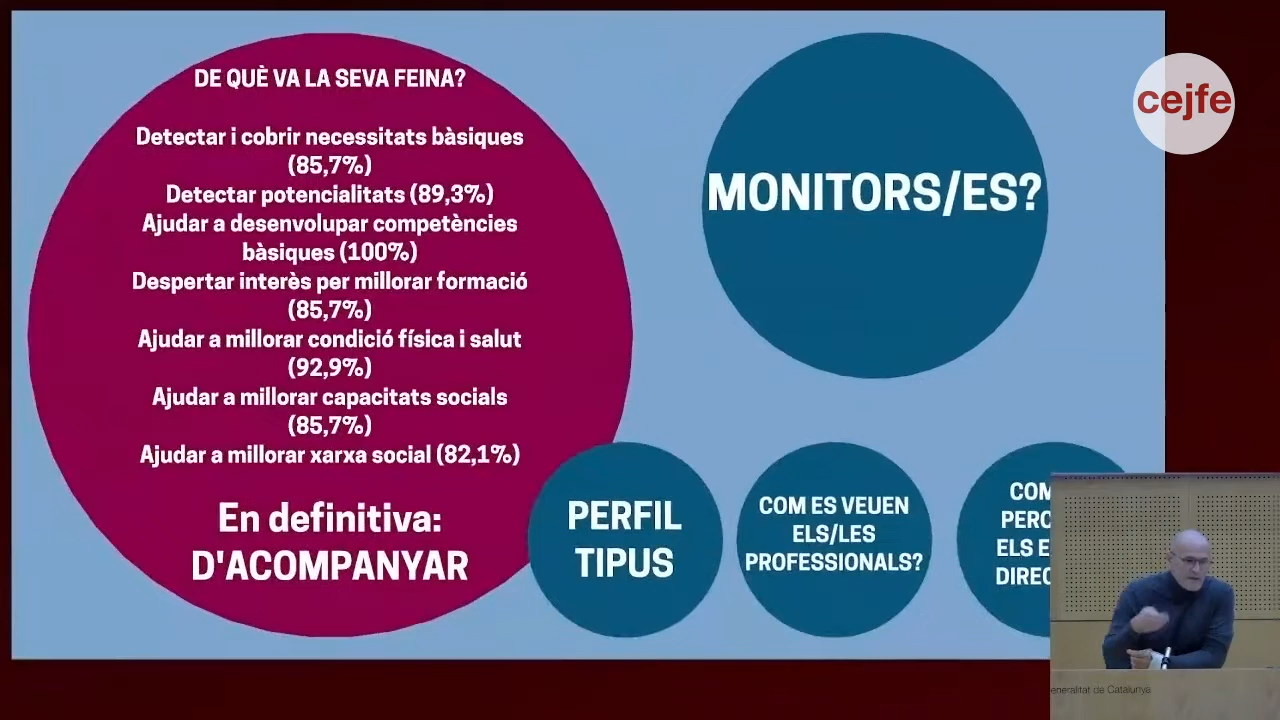 DE QUÈ VA LA SEVA FEINA?
Detectar i cobrir necessitats bàsiques
(85,7%)
Detectar potencialitats (89,3%)
Ajudar a desenvolupar competències
bàsiques (100%)
Despertar interès per millorar formació
(85,7%)
Ajudar a millorar condició física i salut
(92,9%)
Ajudar a millorar capacitats socials
(85,7%)
Ajudar a millorar xarxa social (82,1%)
En definitiva:
D'ACOMPANYAR
MONITORS/ES?
cejfe
PERFIL
TIPUS
COM ES VEUEN
ELS/LES
PROFESSIONALS?
COM
PERC
ELS E
DIREC
eneralitat de Catalunya